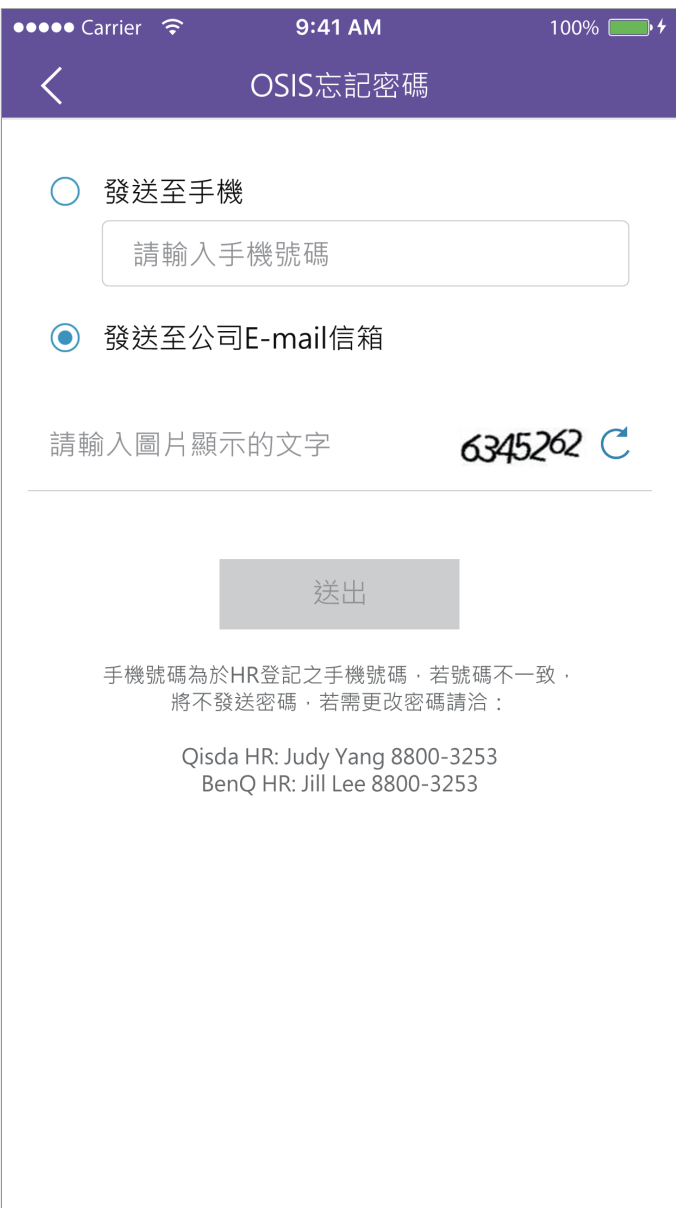 Carrier 9:41 AM 100%
OSIS忘記密碼
發送至手機
請輸入手機號碼
發送至公司E-mail信箱
請輸入圖片顯示的文字 6345262
送出
手機號碼為於HR登記之手機號碼，若號碼不一致，
將不發送密碼，若需更改密碼請洽：
Qisda HR: Judy Yang 8800-3253
BenQ HR: Jill Lee 8800-3253